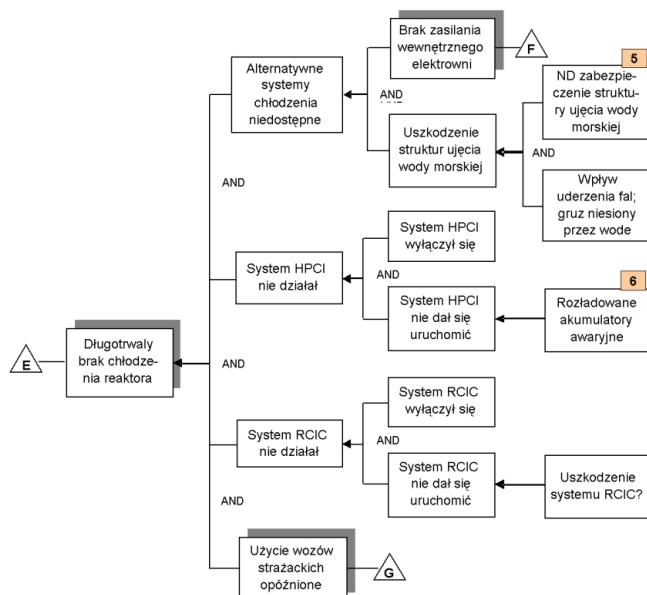 Brak zasilania
wewnętrznego
elektrowni
F
Alternatywne
systemy
chłodzenia
niedostępne
AND
Uszkodzenie
struktur ujęcia
wody morskiej
5
ND zabezpie-
czenie struktu-
ry ujęcia wody
morskiej
AND
Wpływ
uderzenia fal;
gruz niesiony
przez wode
AND
System HPCI
wyłączył się
System HPCI
nie działał
AND
System HPCI
nie dał się
uruchomić
6
Rozładowane
akumulatory
awaryjne
E
Długotrwaly
brak chłodze-
nia reaktora
AND
System RCIC
wyłączył się
System RCIC
nie działał
AND
System RCIC
nie dał się
uruchomić
Uszkodzenie
systemu RCIC?
AND
Użycie wozów
strażackich
opóźnione
G